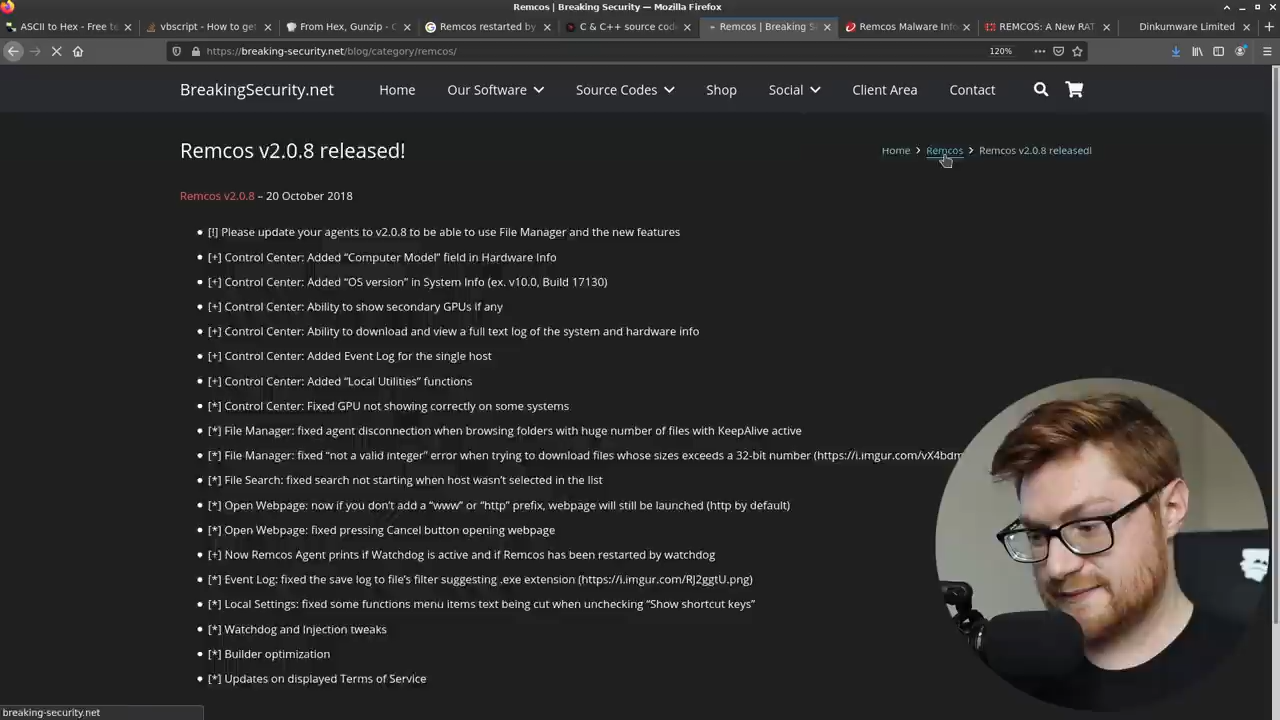 Remcos | Breaking Security — Mozilla Firefox
ASCII to Hex - Free te
vbscript - How to get
From Hex, Gunzip - C
Remcos restarted by
C & C++ source code
Remcos | Breaking Se
Remcos Malware Info
REMCOS: A New RAT
Dinkumware Limited
https://breaking-security.net/blog/category/remcos/
120%
BreakingSecurity.net
Home
Our Software
Source Codes
Shop
Social
Client Area
Contact
Remcos v2.0.8 released!
Home > Remcos > Remcos v2.0.8 released!
Remcos v2.0.8 – 20 October 2018
• [!] Please update your agents to v2.0.8 to be able to use File Manager and the new features
• [+] Control Center: Added “Computer Model” field in Hardware Info
• [+] Control Center: Added “OS version” in System Info (ex. v10.0, Build 17130)
• [+] Control Center: Ability to show secondary GPUs if any
• [+] Control Center: Ability to download and view a full text log of the system and hardware info
• [+] Control Center: Added Event Log for the single host
• [+] Control Center: Added “Local Utilities” functions
• [*] Control Center: Fixed GPU not showing correctly on some systems
• [*] File Manager: fixed agent disconnection when browsing folders with huge number of files with KeepAlive active
• [*] File Manager: fixed “not a valid integer” error when trying to download files whose sizes exceeds a 32-bit number (https://i.imgur.com/vX4bdm
• [*] File Search: fixed search not starting when host wasn’t selected in the list
• [*] Open Webpage: now if you don’t add a “www” or “http” prefix, webpage will still be launched (http by default)
• [*] Open Webpage: fixed pressing Cancel button opening webpage
• [+] Now Remcos Agent prints if Watchdog is active and if Remcos has been restarted by watchdog
• [*] Event Log: fixed the save log to file’s filter suggesting .exe extension (https://i.imgur.com/RJ2ggtU.png)
• [*] Local Settings: fixed some functions menu items text being cut when unchecking “Show shortcut keys”
• [*] Watchdog and Injection tweaks
• [*] Builder optimization
• [*] Updates on displayed Terms of Service
breaking-security.net